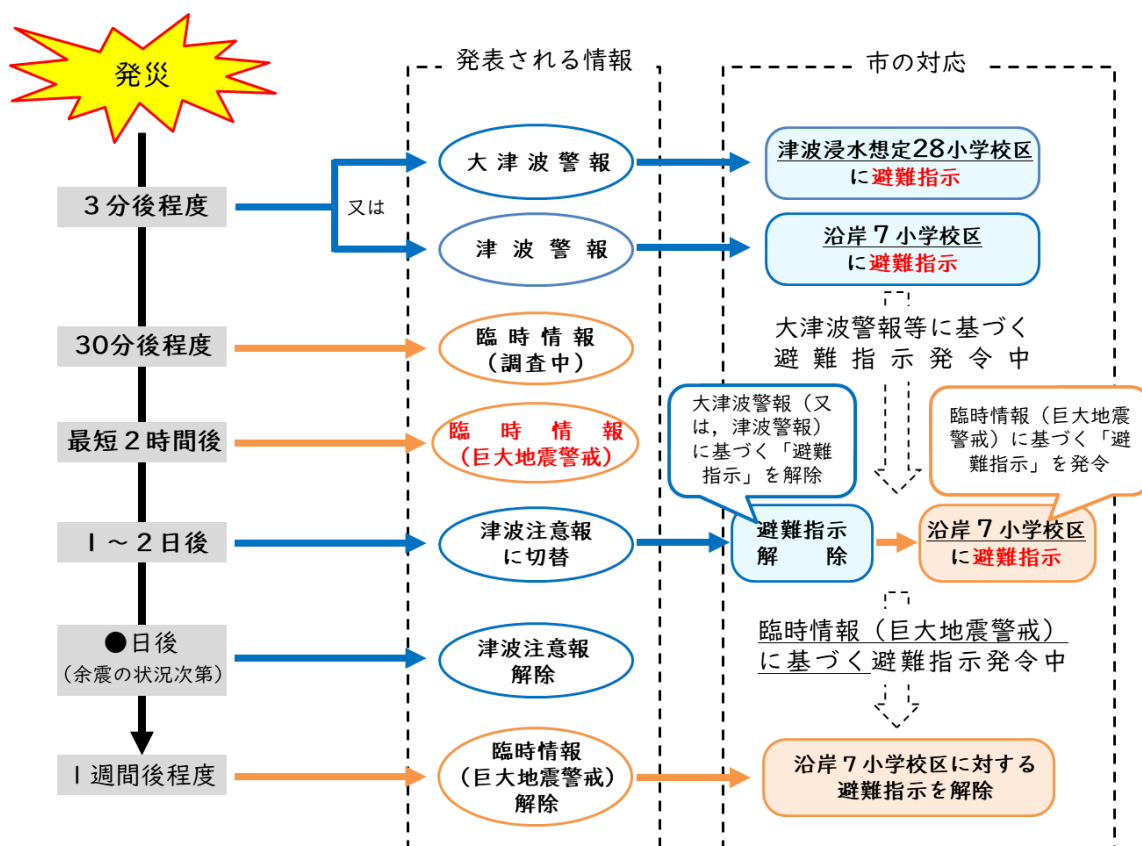 発災
発表される情報
市の対応
3分後程度
又は
大津波警報
津波浸水想定28小学校区
に避難指示
津波警報
沿岸7小学校区
に避難指示
30分後程度
臨時情報
(調査中)
大津波警報等に基づく
避難指示発令中
最短2時間後
臨時情報
(巨大地震警戒)
大津波警報(又
は,津波警報)
に基づく「避難
指示」を解除
臨時情報(巨大地震
警戒)に基づく「避
難指示」を発令
1~2日後
津波注意報
に切替
避難指示
解除
沿岸7小学校区
に避難指示
●日後
(余震の状況次第)
津波注意報
解除
臨時情報(巨大地震警戒)
に基づく避難指示発令中
1週間後程度
臨時情報
(巨大地震警戒)
解除
沿岸7小学校区に対する
避難指示を解除